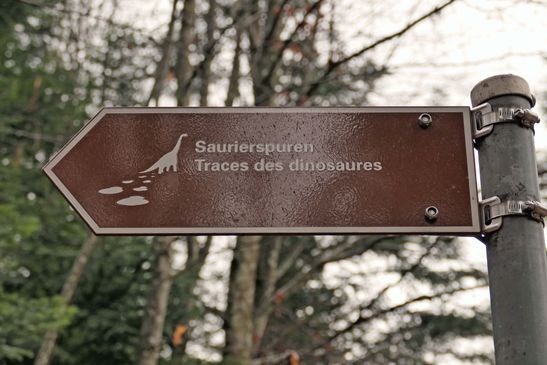 Saurierspuren
Traces des dinosaures